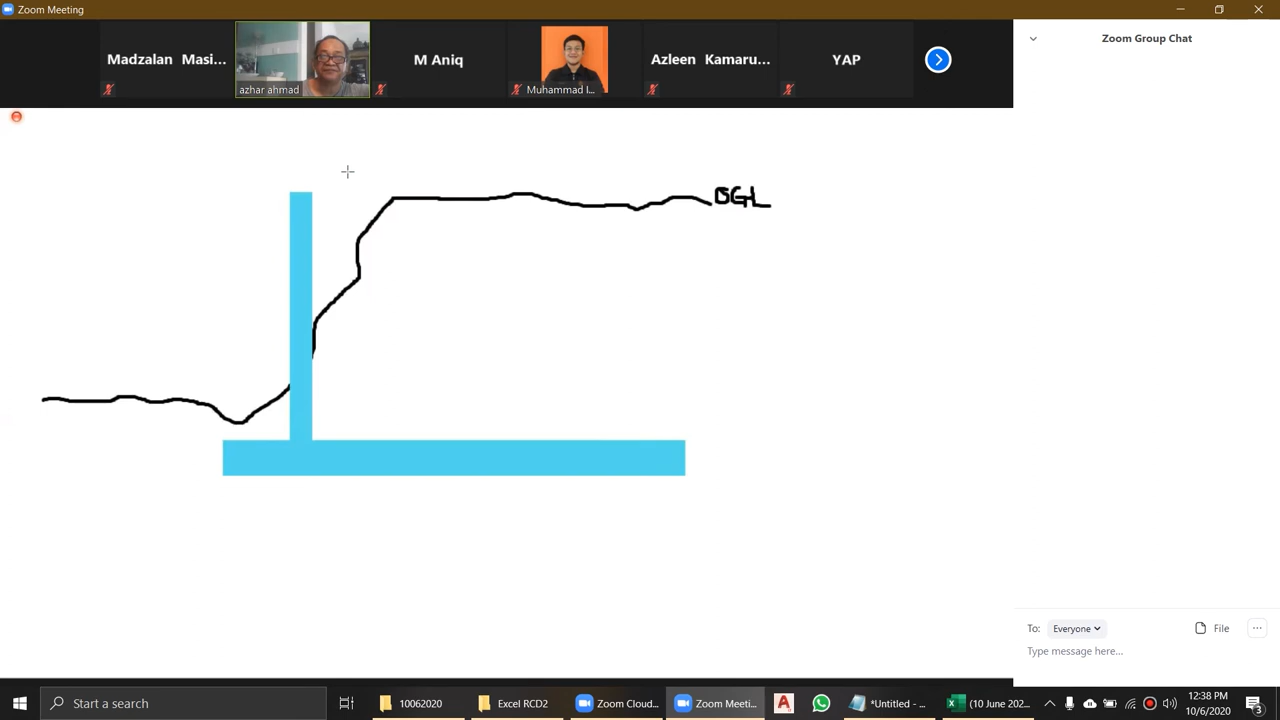 Zoom Meeting
Madzalan Masi...
azhar ahmad
M Aniq
Muhammad I...
Azleen Kamaru...
YAP
Zoom Group Chat
OGL
To: Everyone
File
Type message here...
Start a search
10062020
Excel RCD2
Zoom Cloud...
Zoom Meeti...
*Untitled - ...
(10 June 202...
12:38 PM
10/6/2020
3